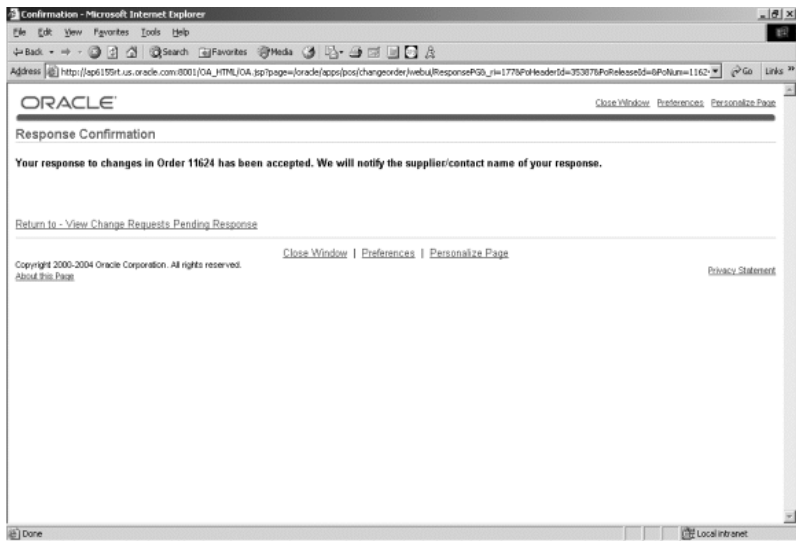 Confirmation - Microsoft Internet Explorer
File Edit View Favorites Tools Help
Back Search Favorites Media
Address http://ap6155rt.us.oracle.com:8001/OA_HTML/OA.jsp?page=/oracle/apps/pos/changeorder/webui/ResponsePG&_ri=177&PoHeaderId=35387&PoReleaseId=&PoNum=1162 Go Links »
ORACLE Close Window Preferences Personalize Page
Response Confirmation
Your response to changes in Order 11624 has been accepted. We will notify the supplier/contact name of your response.
Return to - View Change Requests Pending Response
Close Window | Preferences | Personalize Page
Copyright 2000-2004 Oracle Corporation. All rights reserved.
About this Page Privacy Statement
Done Local intranet